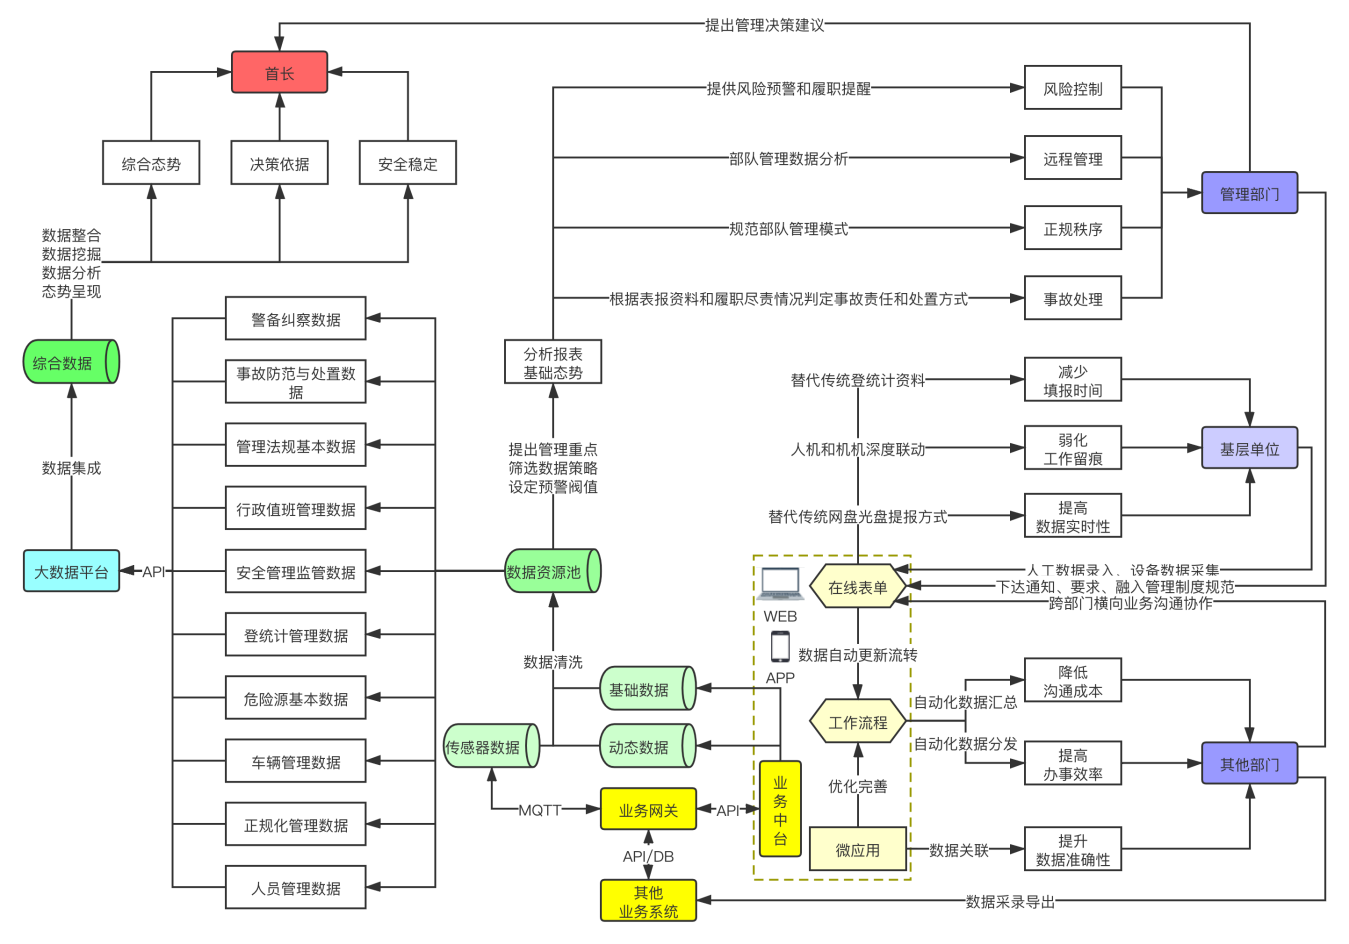 提出管理决策建议
首长
综合态势
决策依据
安全稳定
数据整合
数据挖掘
数据分析
态势呈现
综合数据
数据集成
大数据平台
API
警备纠察数据
事故防范与处置数
据
管理法规基本数据
行政值班管理数据
安全管理监管数据
登统计管理数据
危险源基本数据
车辆管理数据
正规化管理数据
人员管理数据
提供风险预警和履职提醒
部队管理数据分析
规范部队管理模式
根据表报资料和履职尽责情况判定事故责任和处置方式
风险控制
远程管理
正规秩序
事故处理
管理部门
分析报表
基础态势
提出管理重点
筛选数据策略
设定预警阀值
数据资源池
数据清洗
基础数据
传感器数据
动态数据
MQTT
业务网关
API
API/DB
其他
业务系统
替代传统登统计资料
人机和机机深度联动
替代传统网盘光盘提报方式
减少
填报时间
弱化
工作留痕
提高
数据实时性
基层单位
人工数据录入，设备数据采集
下达通知、要求、融入管理制度规范
跨部门横向业务沟通协作
WEB
APP
在线表单
数据自动更新流转
工作流程
优化完善
微应用
业
务
中
台
自动化数据汇总
自动化数据分发
数据关联
降低
沟通成本
提高
办事效率
提升
数据准确性
其他部门
数据采录导出